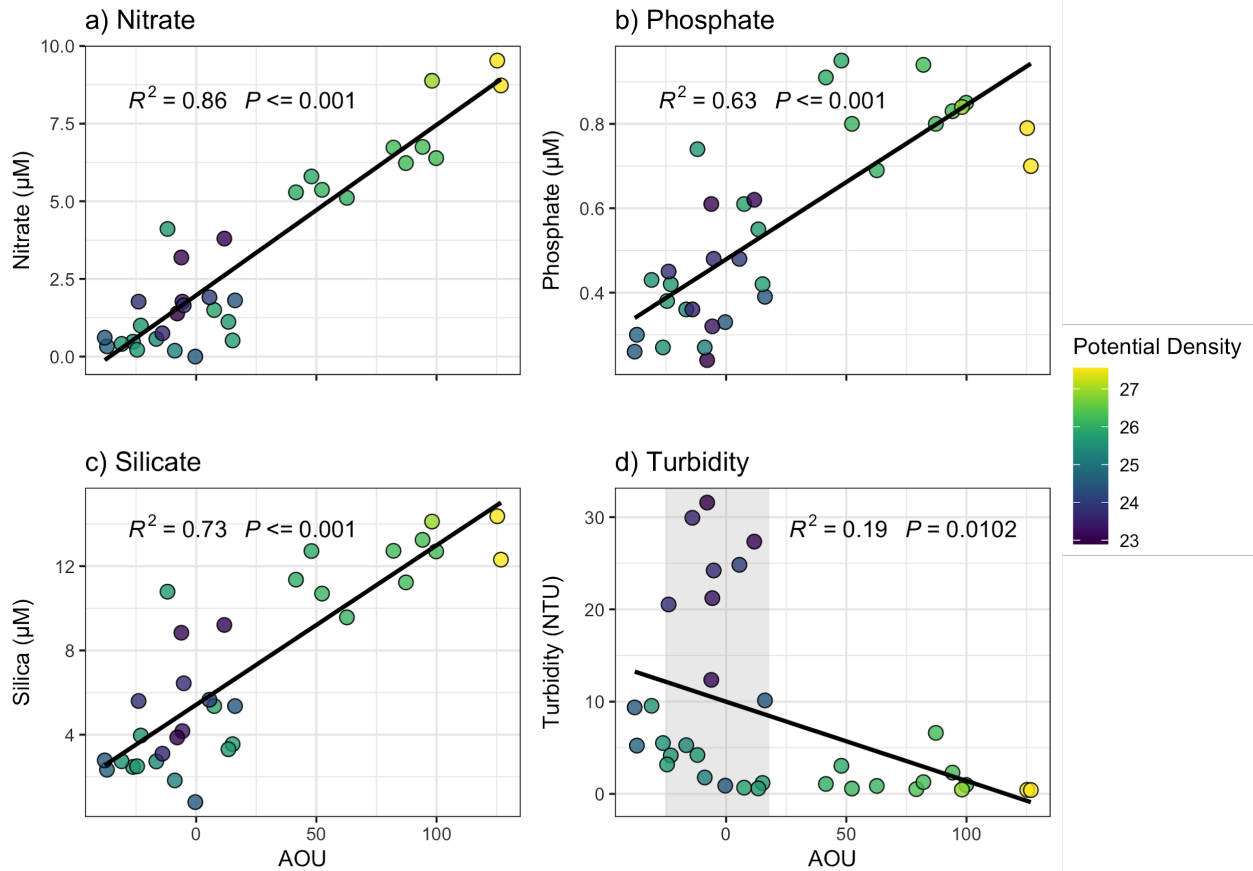 a) Nitrate
b) Phosphate
10.0
7.5
5.0
2.5
0.0
Nitrate (µM)
R² = 0.86 P <= 0.001
0.8
0.6
0.4
Phosphate (µM)
R² = 0.63 P <= 0.001
Potential Density
27
26
25
24
23
c) Silicate
d) Turbidity
12
8
4
Silica (µM)
R² = 0.73 P <= 0.001
0
50
100
AOU
30
20
10
0
Turbidity (NTU)
R² = 0.19 P = 0.0102
0
50
100
AOU